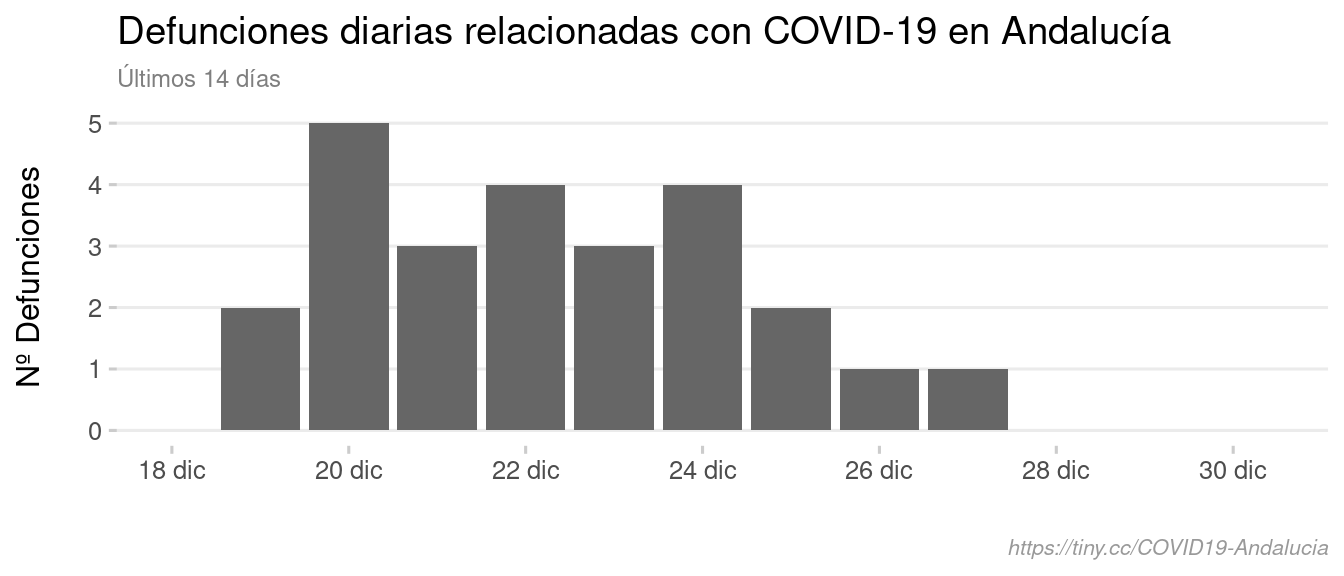 Defunciones diarias relacionadas con COVID-19 en Andalucía
Últimos 14 días
Nº Defunciones
5
4
3
2
1
0
18 dic 20 dic 22 dic 24 dic 26 dic 28 dic 30 dic
https://tiny.cc/COVID19-Andalucia